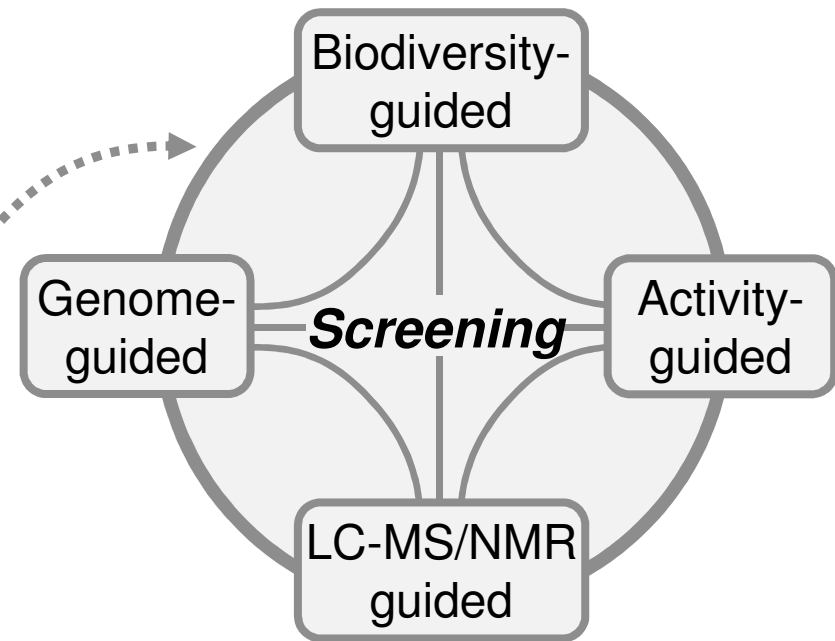 Biodiversity-
guided
Genome-
guided
Screening
Activity-
guided
LC-MS/NMR
guided